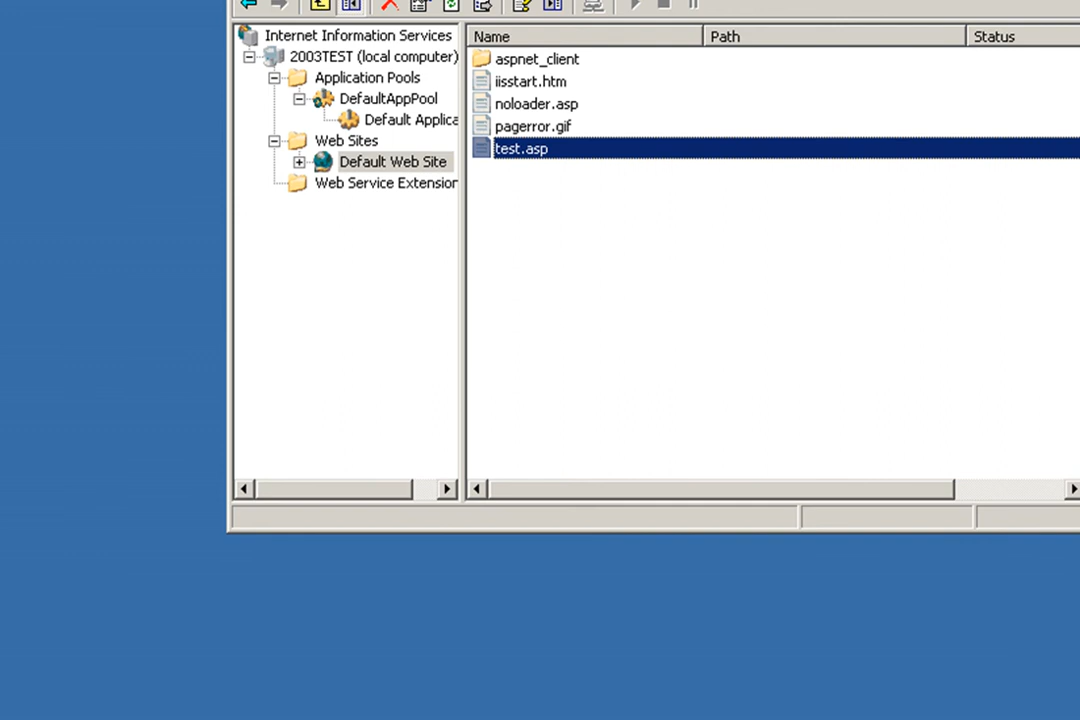 Internet Information Services
2003TEST (local computer)
Application Pools
DefaultAppPool
Default Applica
Web Sites
Default Web Site
Web Service Extension
Name Path Status
aspnet_client
iisstart.htm
noloader.asp
pagerror.gif
test.asp